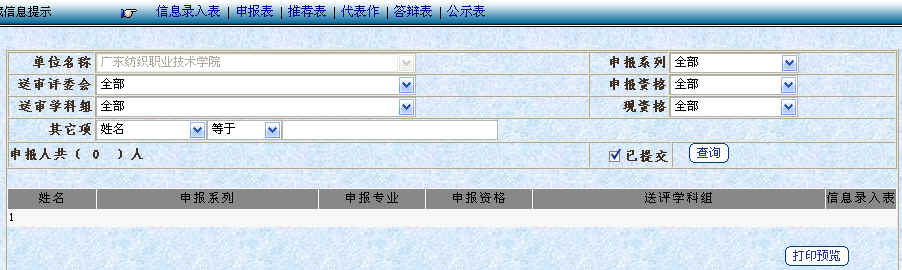 信息提示 信息录入表 | 申报表 | 推荐表 | 代表作 | 答辩表 | 公示表
单位名称 广东纺织职业技术学院 申报系列 全部
送审评委会 全部 申报资格 全部
送审学科组 全部 现资格 全部
其它项 姓名 等于
申报人共（ 0 ）人 已提交 查询
姓名 申报系列 申报专业 申报资格 送评学科组 信息录入表
1
打印预览